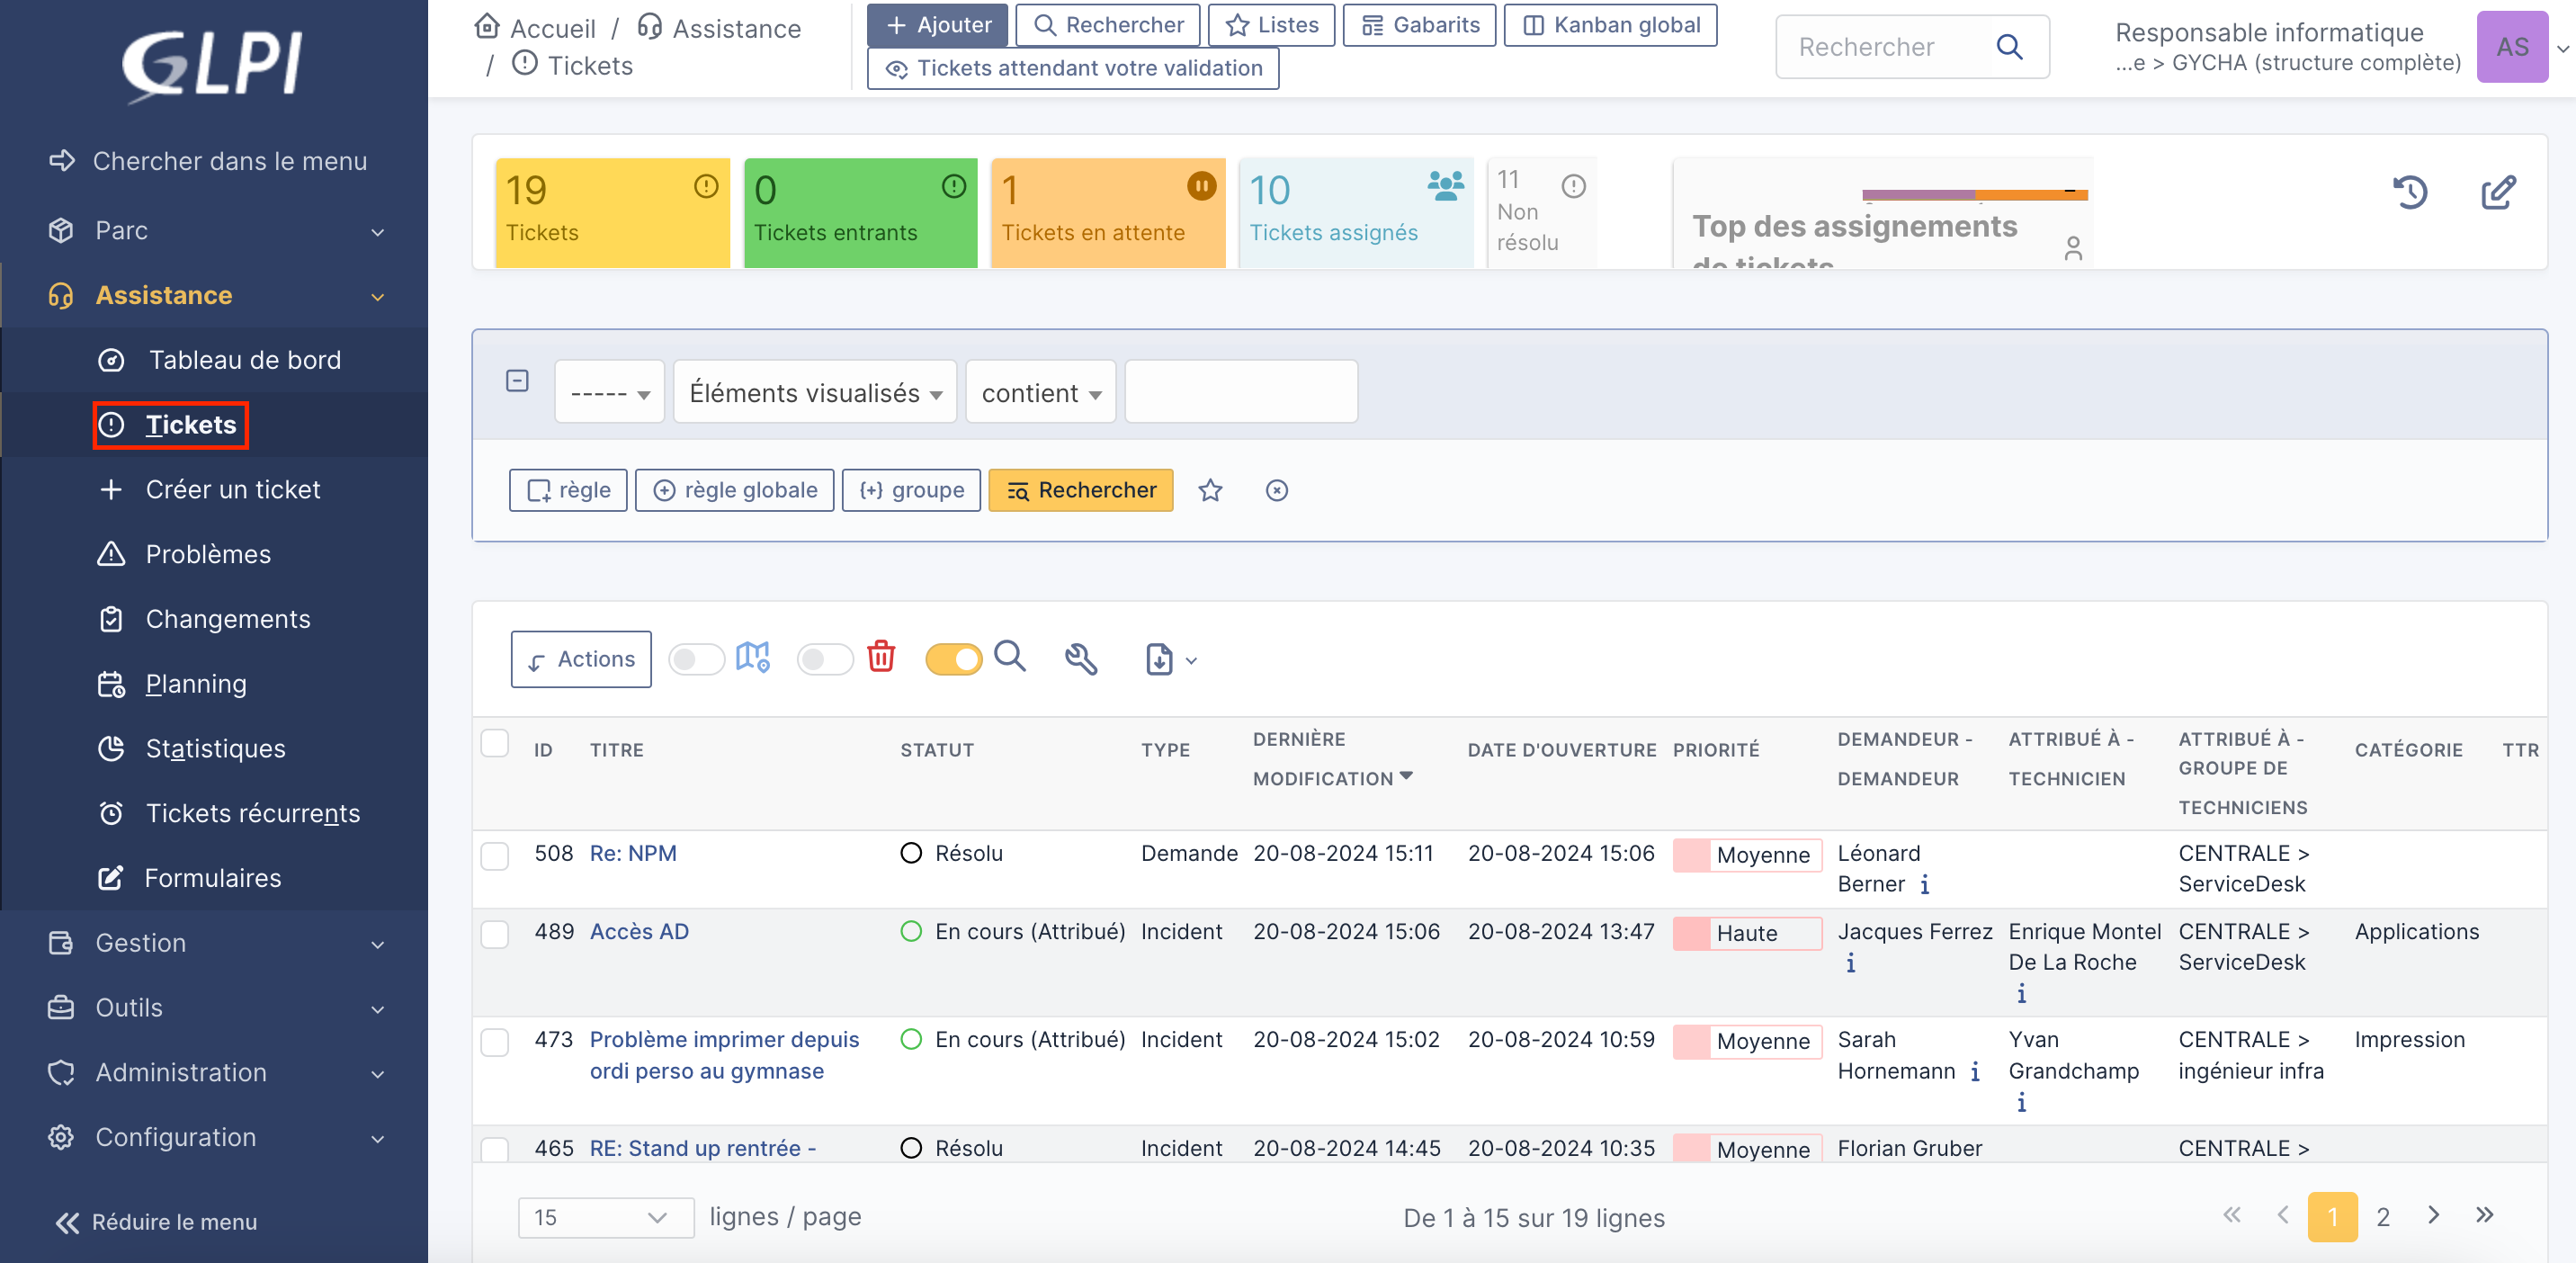 GLPI
Chercher dans le menu
Parc
Assistance
Tableau de bord
Tickets
Créer un ticket
Problèmes
Changements
Planning
Statistiques
Tickets récurrents
Formulaires
Gestion
Outils
Administration
Configuration
Réduire le menu
Accueil / Assistance
/ Tickets
Ajouter
Rechercher
Listes
Gabarits
Kanban global
Tickets attendant votre validation
Rechercher
Responsable informatique
...e > GYCHA (structure complète)
AS
19
Tickets
0
Tickets entrants
1
Tickets en attente
10
Tickets assignés
11
Non
résolu
Top des assignements
de tickets
-----
Éléments visualisés
contient
règle
règle globale
groupe
Rechercher
Actions
ID TITRE STATUT TYPE DERNIÈRE MODIFICATION DATE D'OUVERTURE PRIORITÉ DEMANDEUR - DEMANDEUR ATTRIBUÉ À - TECHNICIEN ATTRIBUÉ À - GROUPE DE TECHNICIENS CATÉGORIE TTR
508 Re: NPM Résolu Demande 20-08-2024 15:11 20-08-2024 15:06 Moyenne Léonard CENTRALE >
Berner i ServiceDesk
489 Accès AD En cours (Attribué) Incident 20-08-2024 15:06 20-08-2024 13:47 Haute Jacques Ferrez Enrique Montel CENTRALE > Applications
i De La Roche ServiceDesk
i
473 Problème imprimer depuis En cours (Attribué) Incident 20-08-2024 15:02 20-08-2024 10:59 Moyenne Sarah Yvan CENTRALE > Impression
ordi perso au gymnase Hornemann i Grandchamp ingénieur infra
i
465 RE: Stand up rentrée - Résolu Incident 20-08-2024 14:45 20-08-2024 10:35 Moyenne Florian Gruber CENTRALE >
15 lignes / page
De 1 à 15 sur 19 lignes
1 2